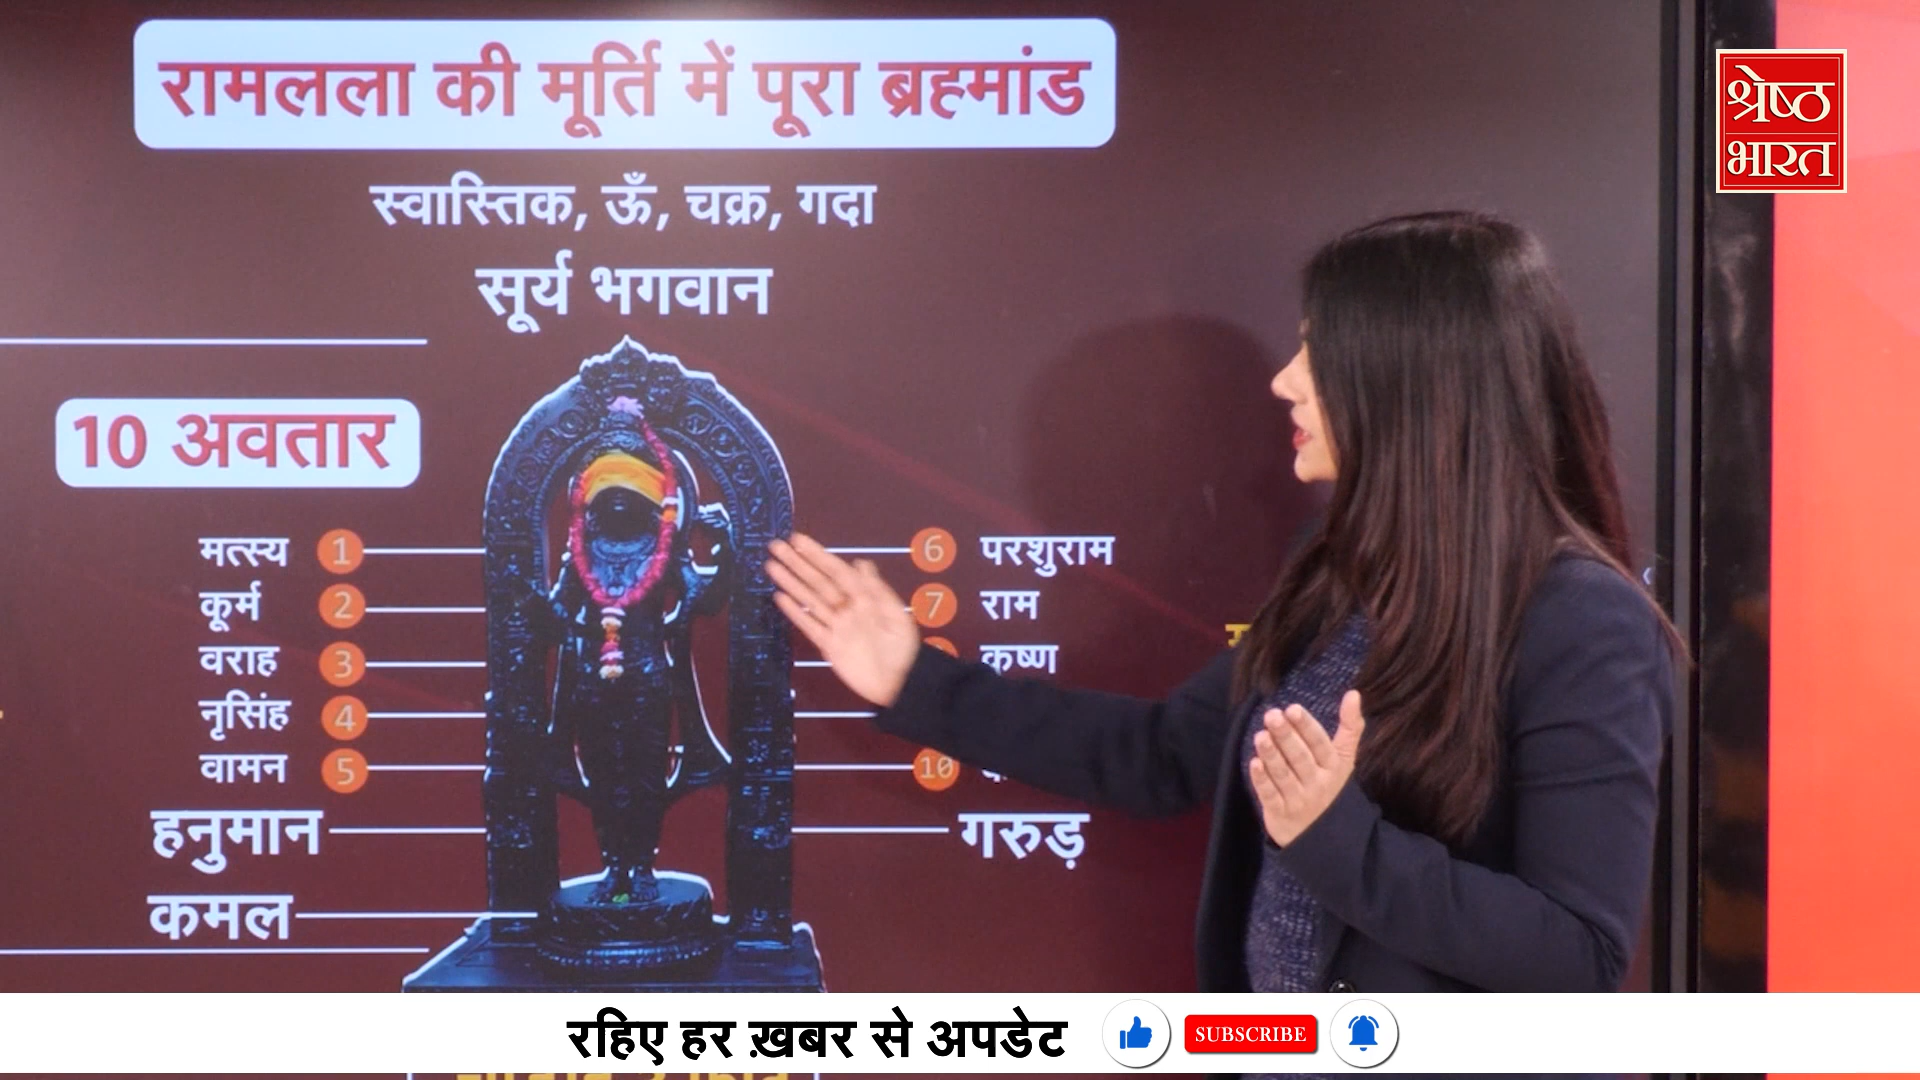 रामलला की मूर्ति में पूरा ब्रह्मांड
श्रेष्ठ
भारत
स्वास्तिक, ऊँ, चक्र, गदा
सूर्य भगवान
10 अवतार
मत्स्य 1
6 परशुराम
कूर्म 2
7 राम
वराह 3
कृष्ण
नृसिंह 4
वामन 5
10
हनुमान
गरुड़
कमल
रहिए हर ख़बर से अपडेट
SUBSCRIBE